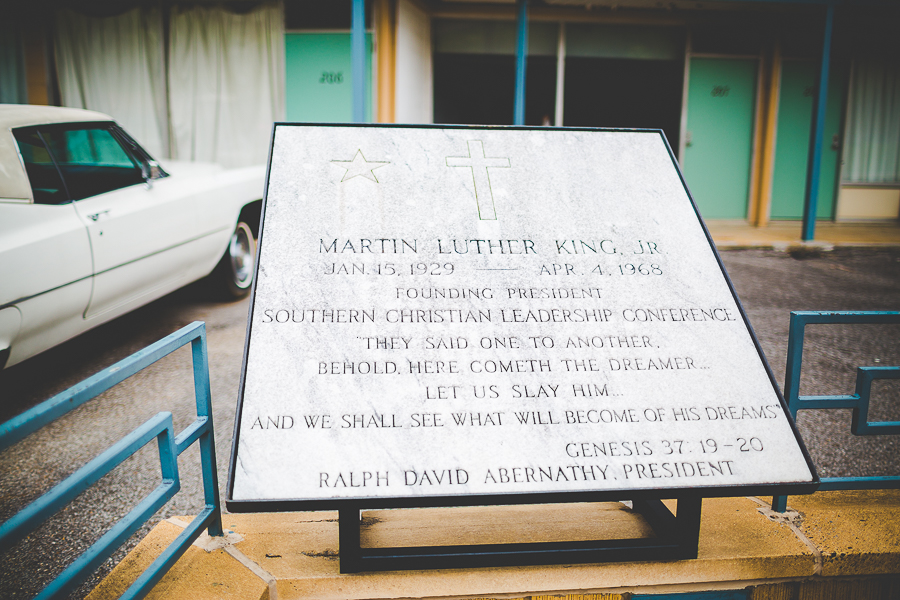 206
207
MARTIN LUTHER KING, JR
JAN. 15, 1929 — APR. 4, 1968
FOUNDING PRESIDENT
SOUTHERN CHRISTIAN LEADERSHIP CONFERENCE
"THEY SAID ONE TO ANOTHER,
BEHOLD, HERE COMETH THE DREAMER...
LET US SLAY HIM...
AND WE SHALL SEE WHAT WILL BECOME OF HIS DREAMS"
GENESIS 37: 19-20
RALPH DAVID ABERNATHY, PRESIDENT